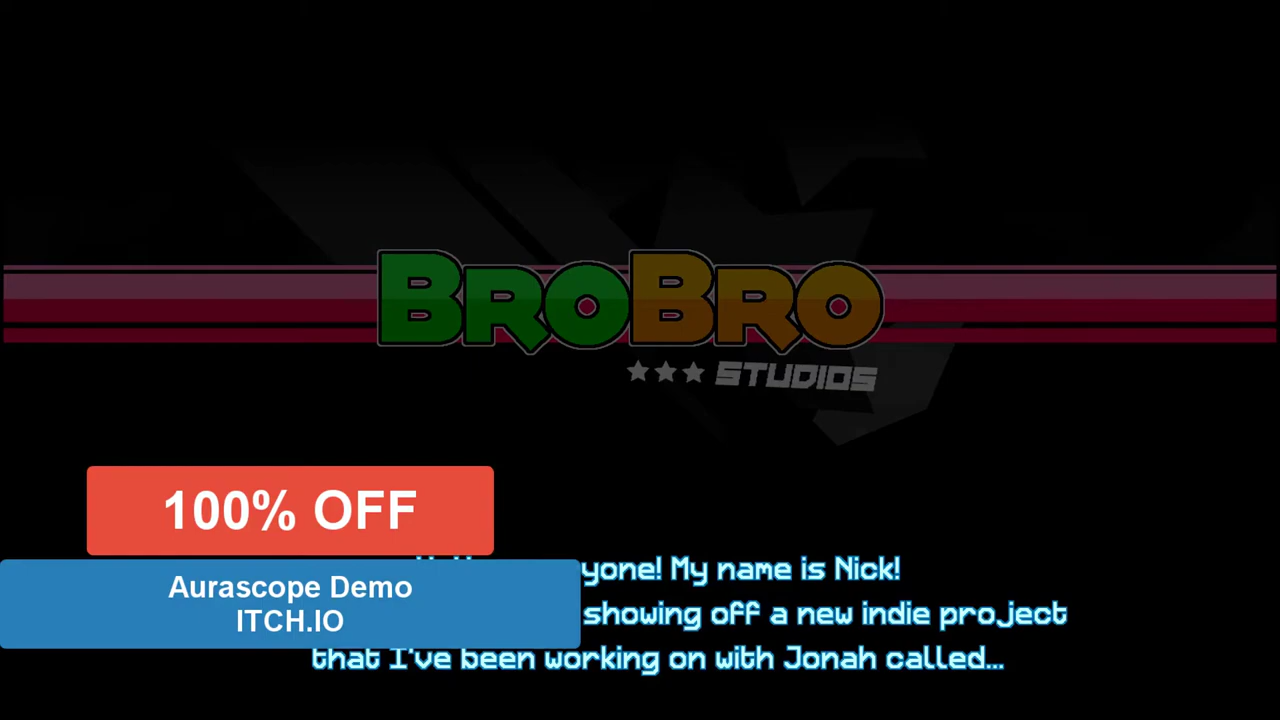 BROBRO
STUDIOS
100% OFF
Aurascope Demo
ITCH.IO
My name is Nick!
showing off a new indie project
that I've been working on with Jonah called...